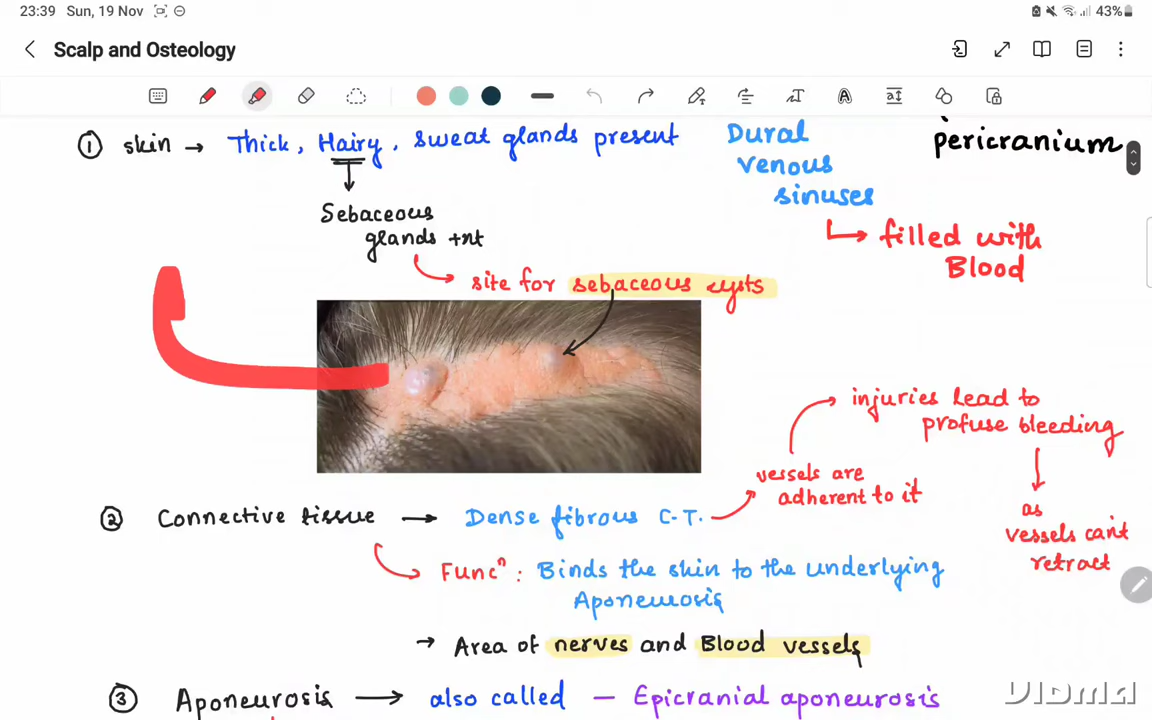 23:39 Sun, 19 Nov
43%
Scalp and Osteology
① skin → Thick, Hairy, sweat glands present
Sebaceous
glands +nt
site for sebaceous cysts
Dural
venous
sinuses
filled with
Blood
pericranium
② Connective tissue → Dense fibrous C.T.
vessels are
adherent to it
injuries lead to
profuse bleeding
as
vessels can't
retract
Funcⁿ: Binds the skin to the underlying
Aponeurosis
→ Area of nerves and Blood vessels
③ Aponeurosis → also called – Epicranial aponeurosis
VIDMA